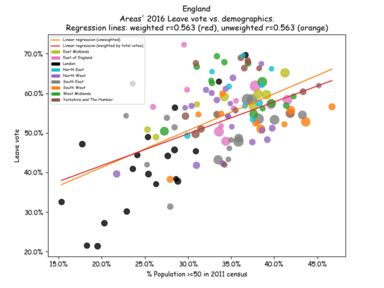 England
Areas' 2016 Leave vote vs. demographics.
Regression lines: weighted r=0.563 (red), unweighted r=0.563 (orange)
Linear regression (unweighted)
Linear regression (weighted by total votes)
East Midlands
East of England
London
North East
North West
South East
South West
West Midlands
Yorkshire and The Humber
70.0%
60.0%
50.0%
40.0%
30.0%
20.0%
Leave vote
15.0% 20.0% 25.0% 30.0% 35.0% 40.0% 45.0%
% Population >=50 in 2011 census